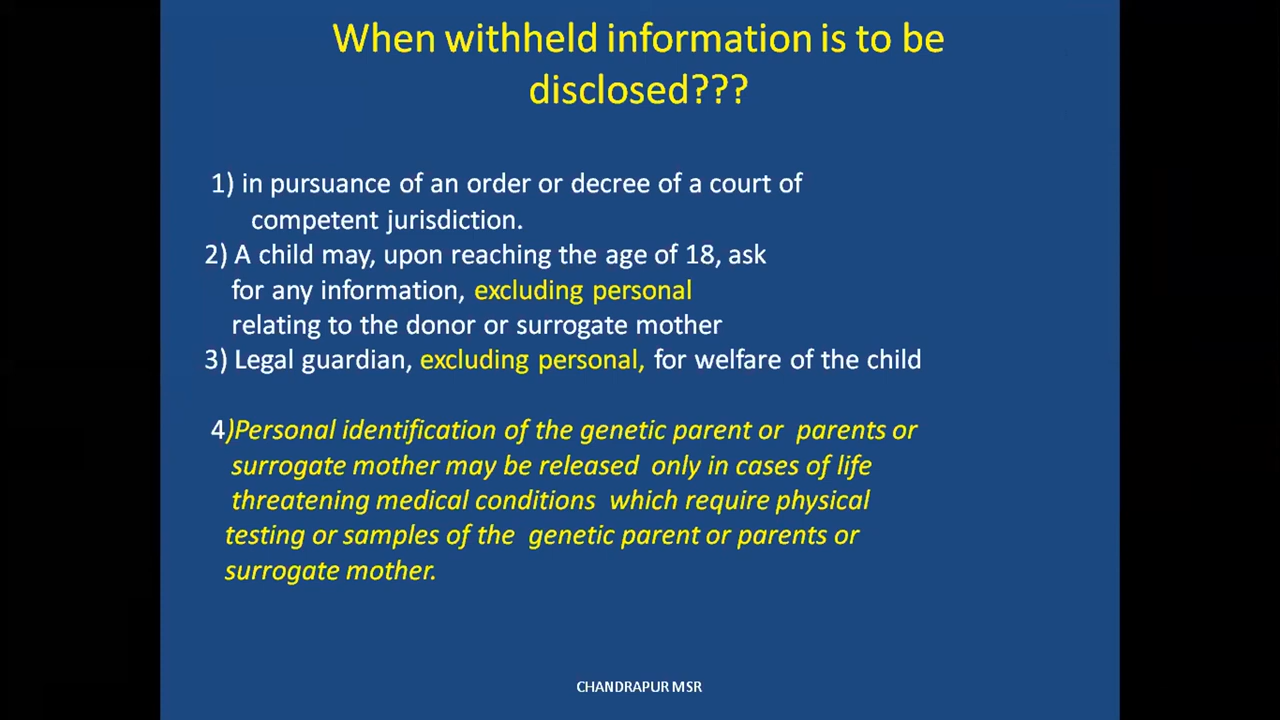 When withheld information is to be
disclosed???
1) in pursuance of an order or decree of a court of
competent jurisdiction.
2) A child may, upon reaching the age of 18, ask
for any information, excluding personal
relating to the donor or surrogate mother
3) Legal guardian, excluding personal, for welfare of the child
4)Personal identification of the genetic parent or parents or
surrogate mother may be released only in cases of life
threatening medical conditions which require physical
testing or samples of the genetic parent or parents or
surrogate mother.
CHANDRAPUR MSR